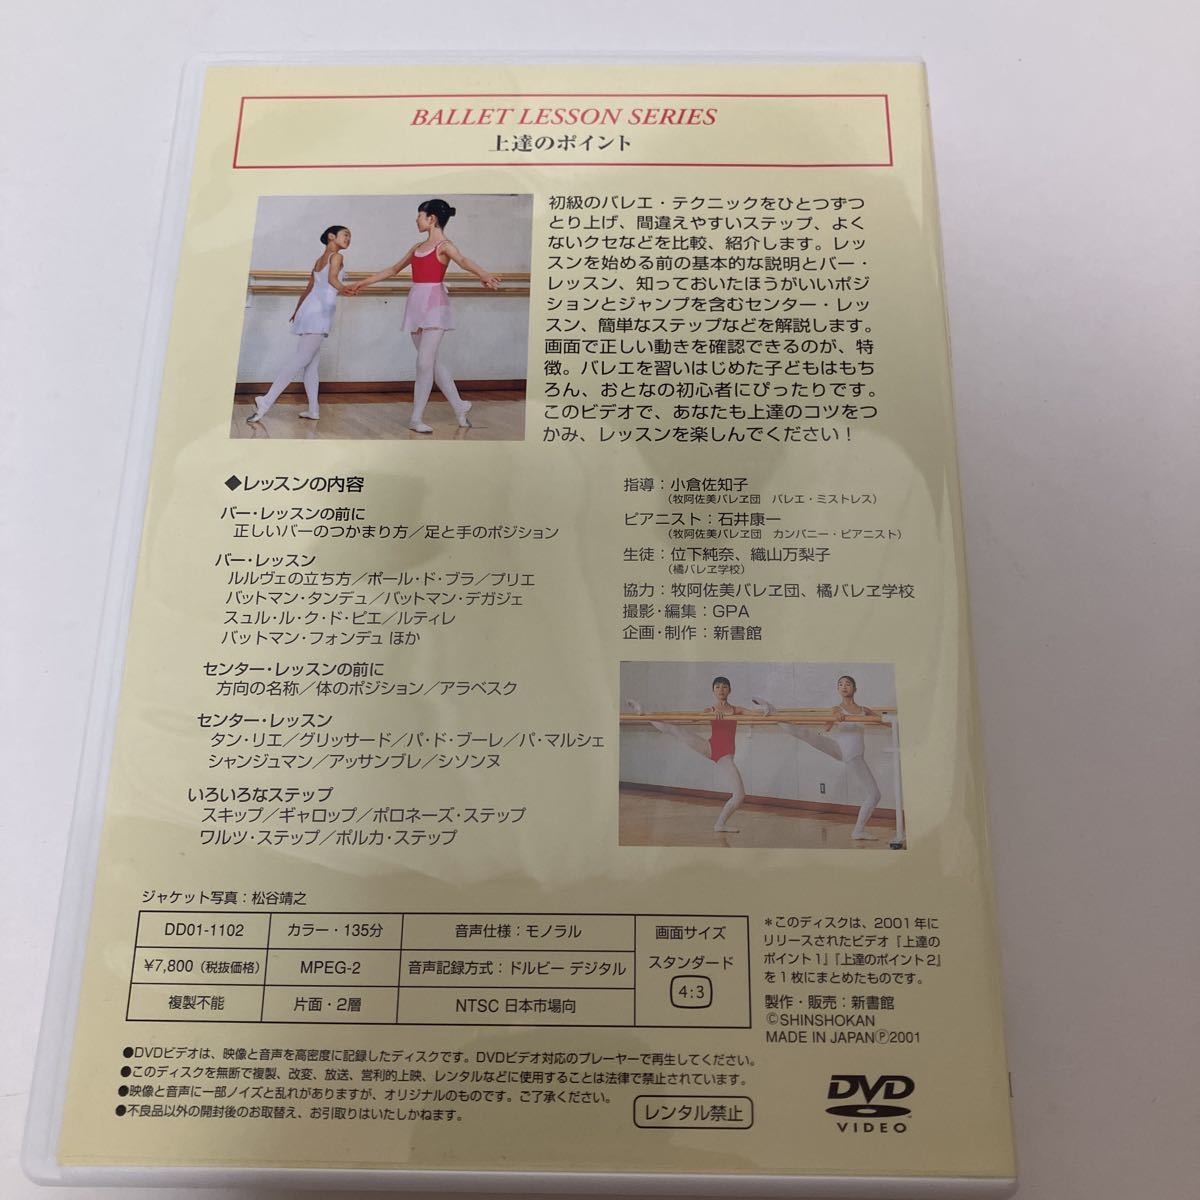 BALLET LESSON SERIES
上達のポイント
初級のバレエ・テクニックをひとつずつ
とり上げ、間違えやすいステップ、よく
ないクセなどを比較、紹介します。レッ
スンを始める前の基本的な説明とバー・
レッスン、知っておいたほうがいいポジ
ションとジャンプを含むセンター・レッ
スン、簡単なステップなどを解説します。
画面で正しい動きを確認できるのが、特
徴。バレエを習いはじめた子どもはもち
ろん、おとなの初心者にぴったりです。
このビデオで、あなたも上達のコツをつ
かみ、レッスンを楽しんでください！
◆レッスンの内容
バー・レッスンの前に
正しいバーのつかまり方／足と手のポジション
バー・レッスン
ルルヴェの立ち方／ポール・ド・ブラ／プリエ
バットマン・タンデュ／バットマン・デガジェ
スュル・ル・ク・ド・ピエ／ルティレ
バットマン・フォンデュ ほか
センター・レッスンの前に
方向の名称／体のポジション／アラベスク
センター・レッスン
タン・リエ／グリッサード／パ・ド・ブーレ／パ・マルシェ
シャンジュマン／アッサンブレ／シソンヌ
いろいろなステップ
スキップ／ギャロップ／ポロネーズ・ステップ
ワルツ・ステップ／ポルカ・ステップ
指導：小倉佐知子
（牧阿佐美バレヱ団　バレエ・ミストレス）
ピアニスト：石井康一
（牧阿佐美バレヱ団　カンパニー・ピアニスト）
生徒：位下純奈、織山万梨子
（橘バレヱ学校）
協力：牧阿佐美バレヱ団、橘バレヱ学校
撮影・編集：GPA
企画・制作：新書館
ジャケット写真：松谷靖之
DD01-1102
カラー・135分
音声仕様：モノラル
画面サイズ
スタンダード
4:3
¥7,800（税抜価格）
MPEG-2
音声記録方式：ドルビー デジタル
複製不能
片面・2層
NTSC 日本市場向
＊このディスクは、2001年に
リリースされたビデオ『上達の
ポイント1』『上達のポイント2』
を1枚にまとめたものです。
製作・販売：新書館
©SHINSHOKAN
MADE IN JAPAN℗2001
●DVDビデオは、映像と音声を高密度に記録したディスクです。DVDビデオ対応のプレーヤーで再生してください。
●このディスクを無断で複製、改変、放送、営利的上映、レンタルなどに使用することは法律で禁止されています。
●映像と音声に一部ノイズと乱れがありますが、オリジナルのものです。ご了承ください。
●不良品以外の開封後のお取替え、お引取りはいたしかねます。
レンタル禁止
DVD
VIDEO